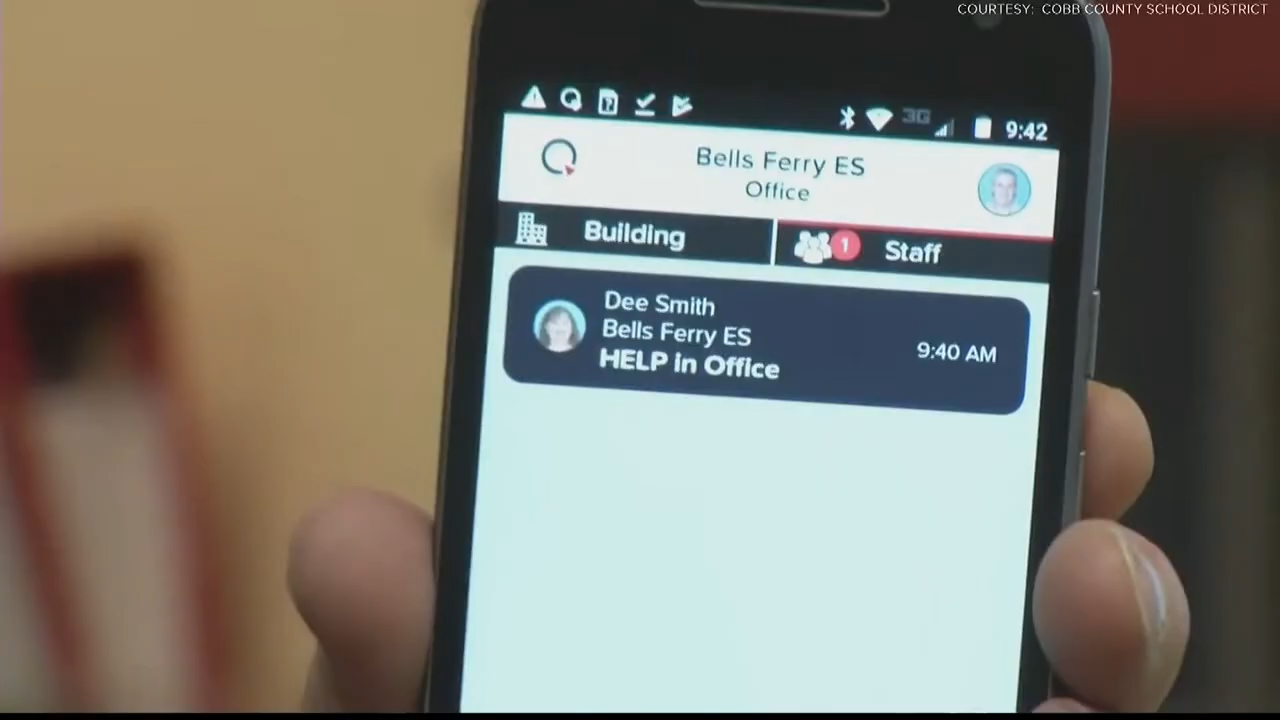 COURTESY: COBB COUNTY SCHOOL DISTRICT
3G
9:42
Bells Ferry ES
Office
Building
1
Staff
Dee Smith
Bells Ferry ES
HELP in Office
9:40 AM